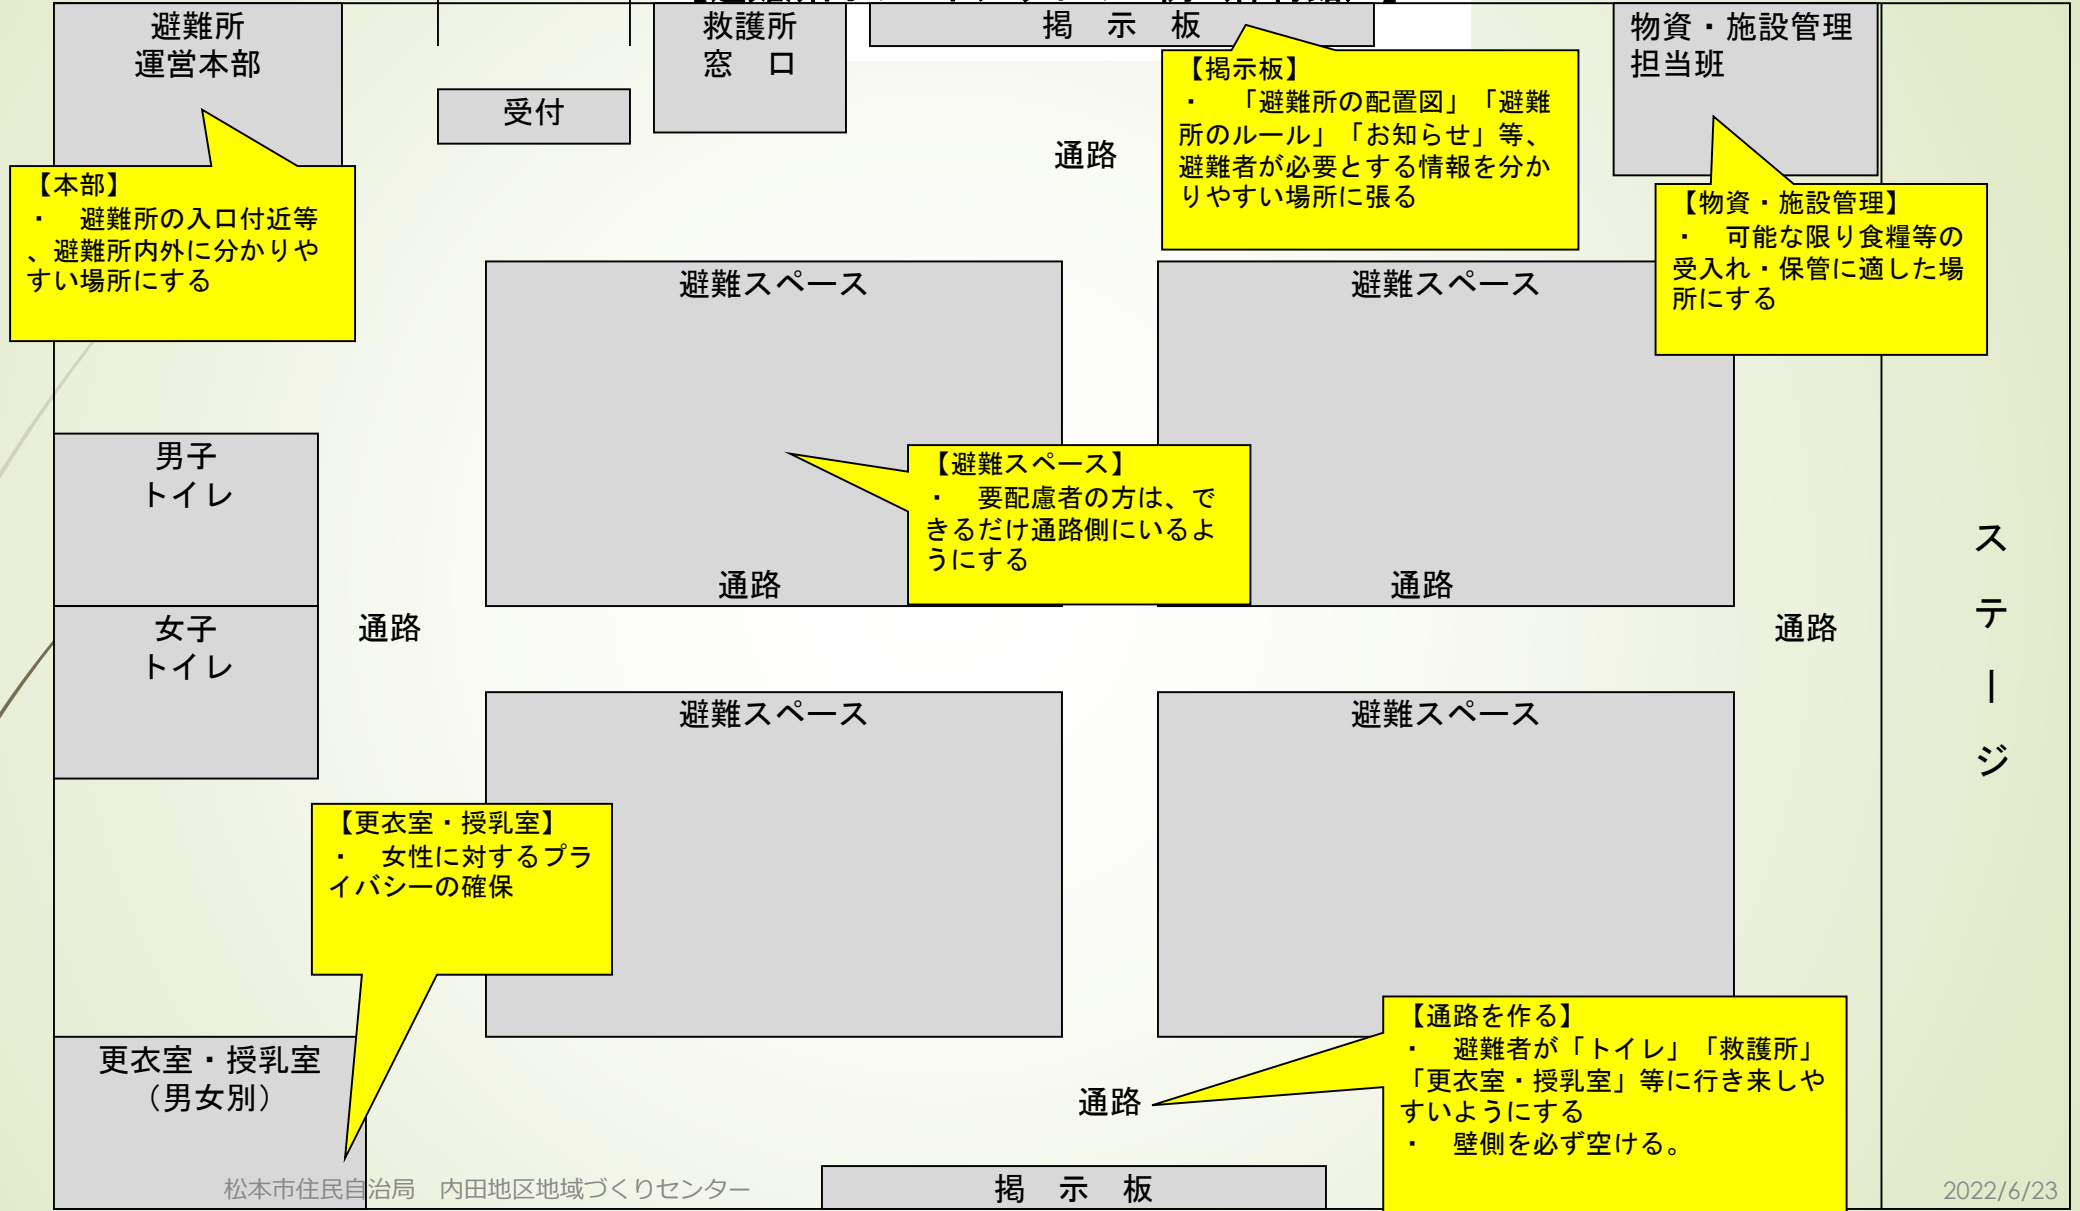 避難所
運営本部
受付
救護所
窓　口
掲　示　板
物資・施設管理
担当班
【掲示板】
・　「避難所の配置図」「避難
所のルール」「お知らせ」等、
避難者が必要とする情報を分か
りやすい場所に張る
通路
【本部】
・　避難所の入口付近等
、避難所内外に分かりや
すい場所にする
【物資・施設管理】
・　可能な限り食糧等の
受入れ・保管に適した場
所にする
避難スペース
避難スペース
男子
トイレ
【避難スペース】
・　要配慮者の方は、で
きるだけ通路側にいるよ
うにする
通路
通路
女子
トイレ
通路
通路
ステージ
避難スペース
避難スペース
【更衣室・授乳室】
・　女性に対するプラ
イバシーの確保
更衣室・授乳室
（男女別）
通路
【通路を作る】
・　避難者が「トイレ」「救護所」
「更衣室・授乳室」等に行き来しや
すいようにする
・　壁側を必ず空ける。
掲　示　板
松本市住民自治局　内田地区地域づくりセンター
2022/6/23